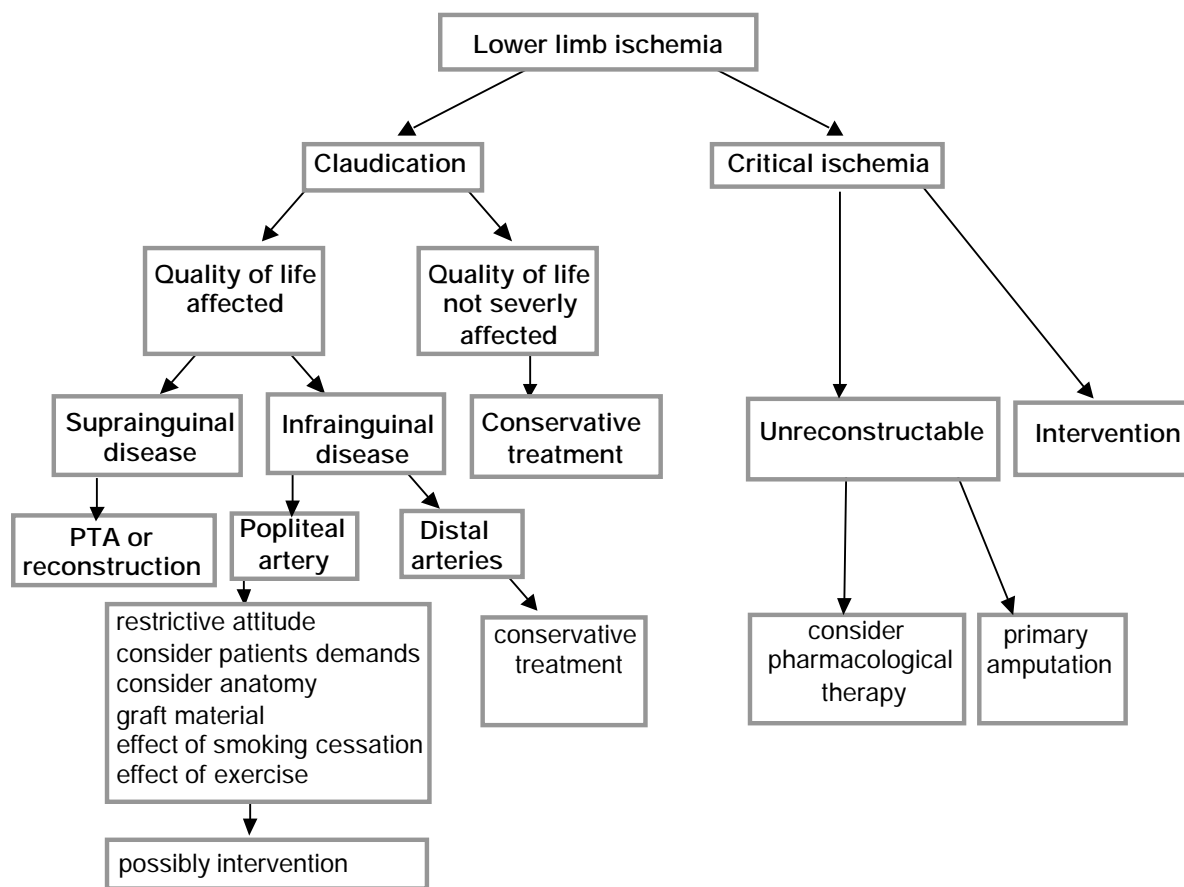 Lower limb ischemia
Claudication
Critical ischemia
Quality of life
affected
Quality of life
not severly
affected
Suprainguinal
disease
Infrainguinal
disease
Conservative
treatment
Unreconstructable
Intervention
PTA or
reconstruction
Popliteal
artery
Distal
arteries
restrictive attitude
consider patients demands
consider anatomy
graft material
effect of smoking cessation
effect of exercise
conservative
treatment
consider
pharmacological
therapy
primary
amputation
possibly intervention